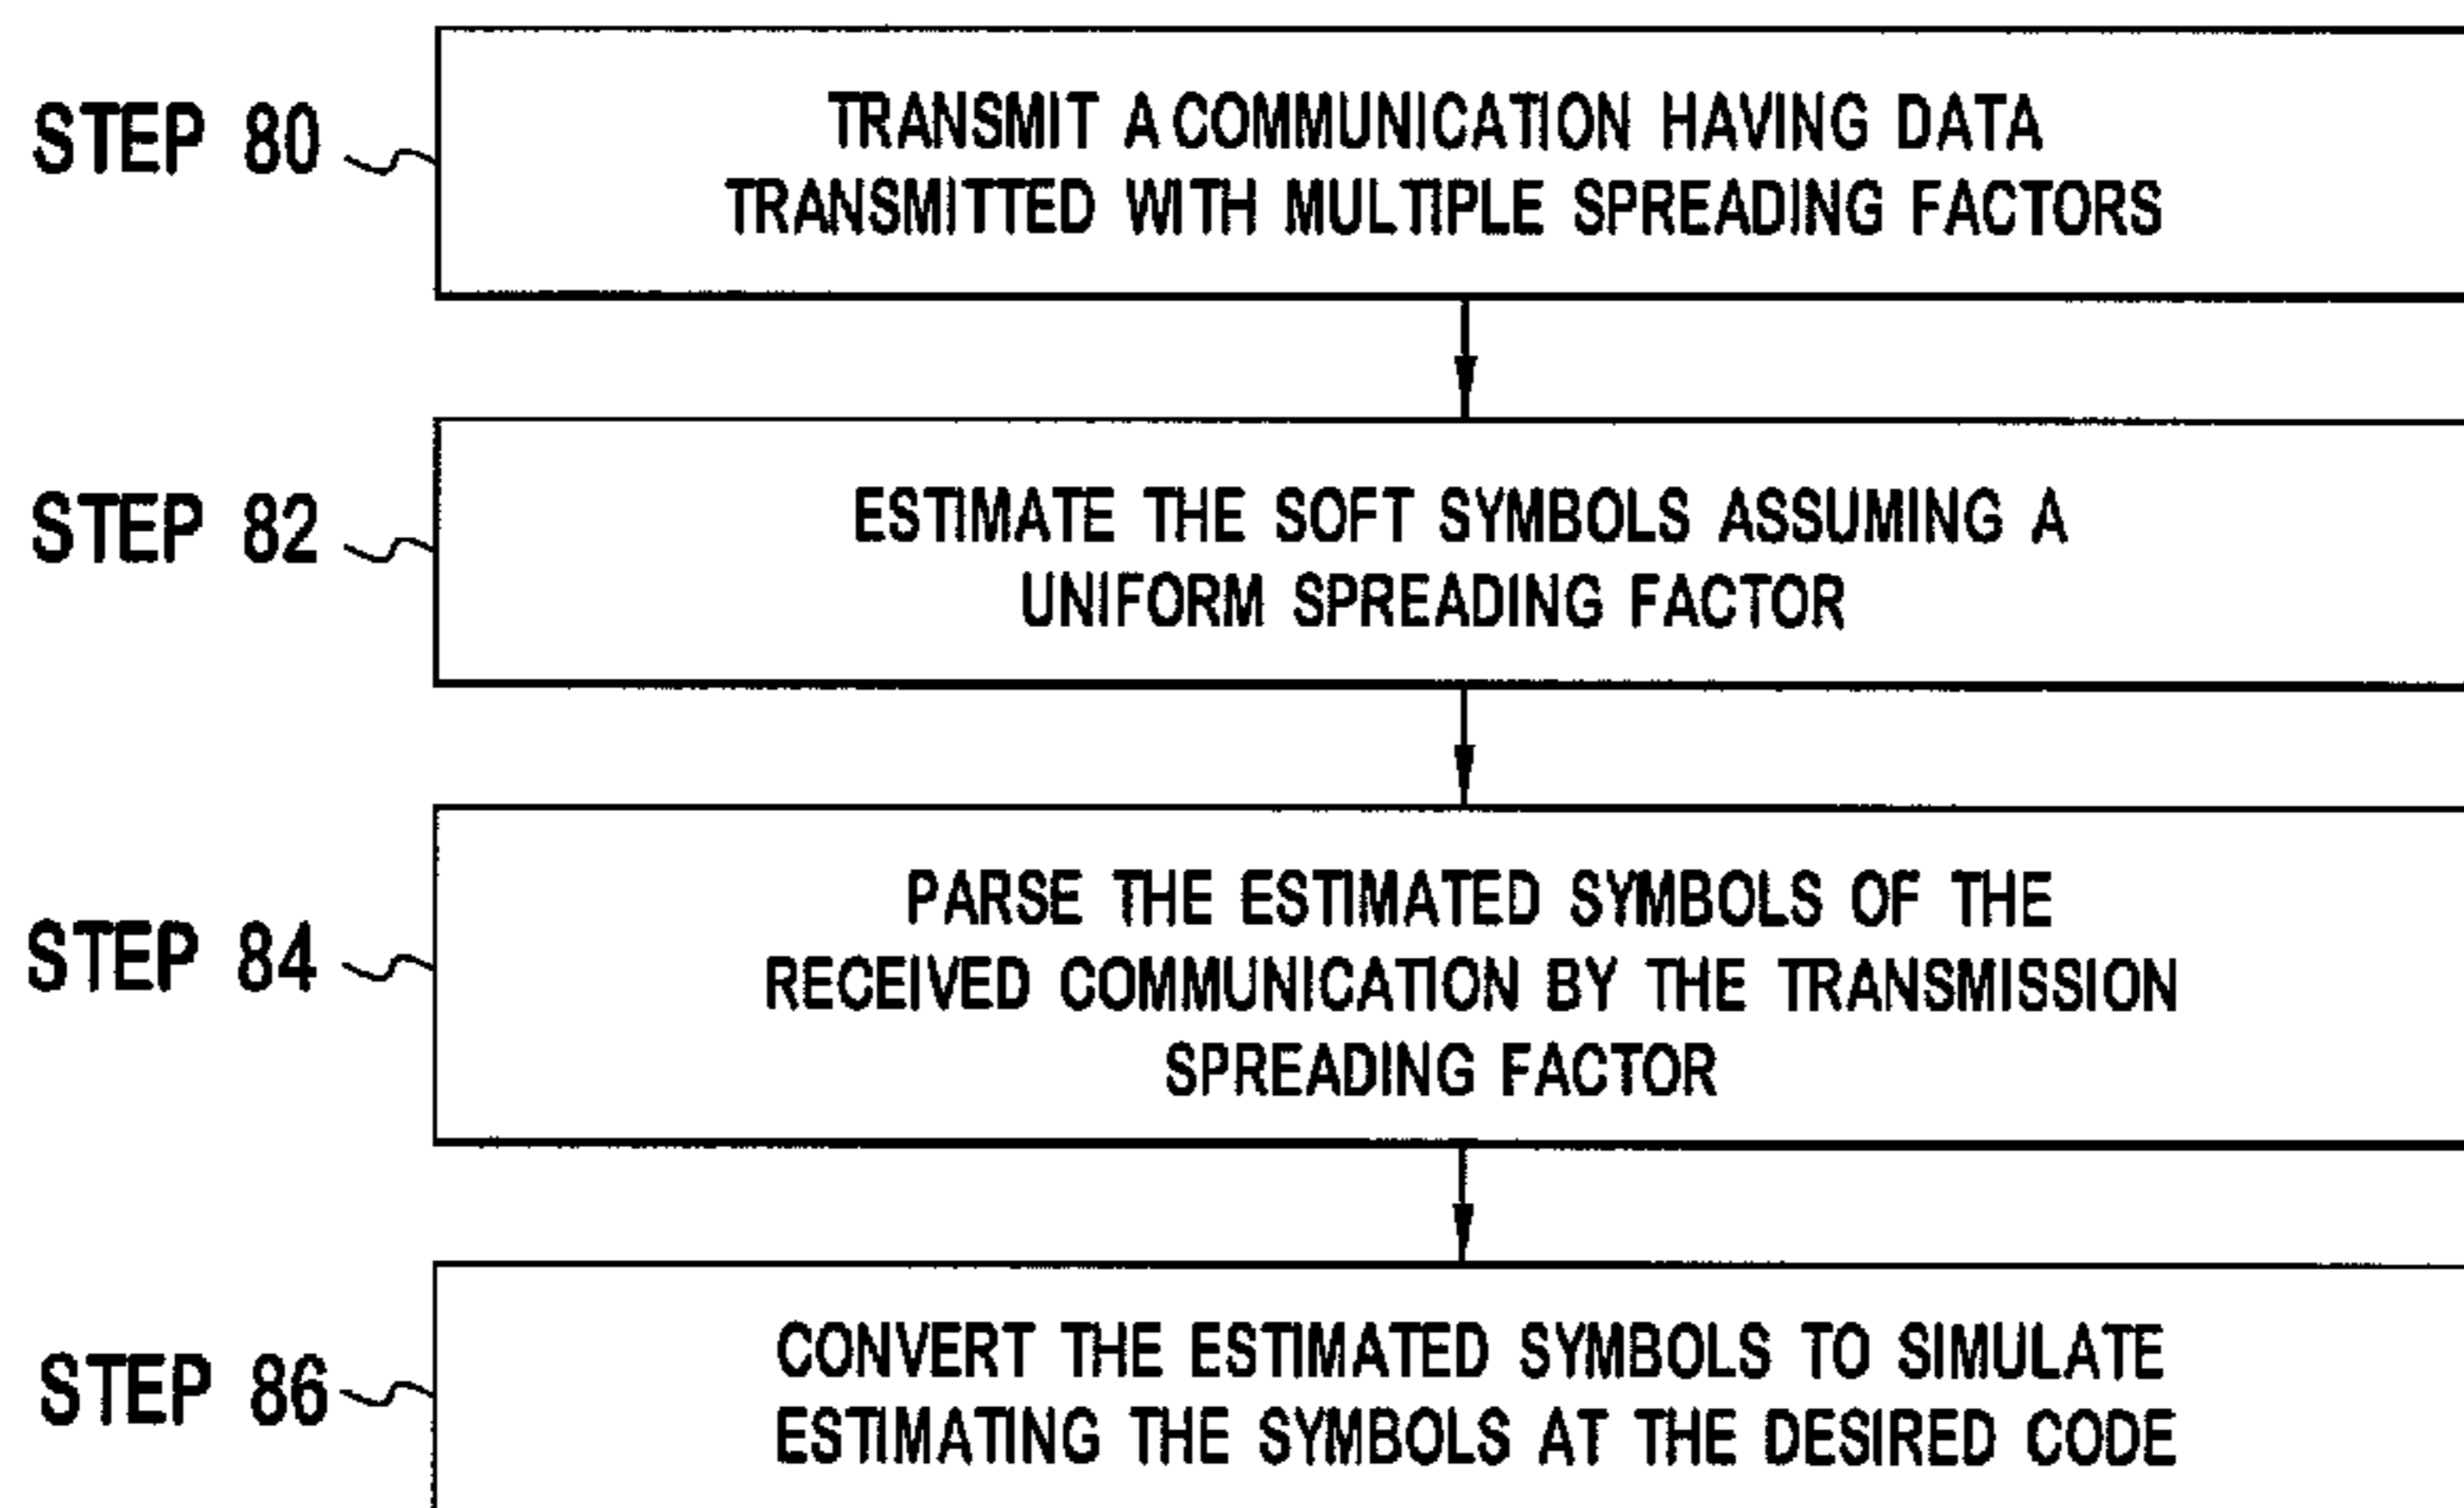 STEP 80
TRANSMIT A COMMUNICATION HAVING DATA
TRANSMITTED WITH MULTIPLE SPREADING FACTORS
STEP 82
ESTIMATE THE SOFT SYMBOLS ASSUMING A
UNIFORM SPREADING FACTOR
STEP 84
PARSE THE ESTIMATED SYMBOLS OF THE
RECEIVED COMMUNICATION BY THE TRANSMISSION
SPREADING FACTOR
STEP 86
CONVERT THE ESTIMATED SYMBOLS TO SIMULATE
ESTIMATING THE SYMBOLS AT THE DESIRED CODE